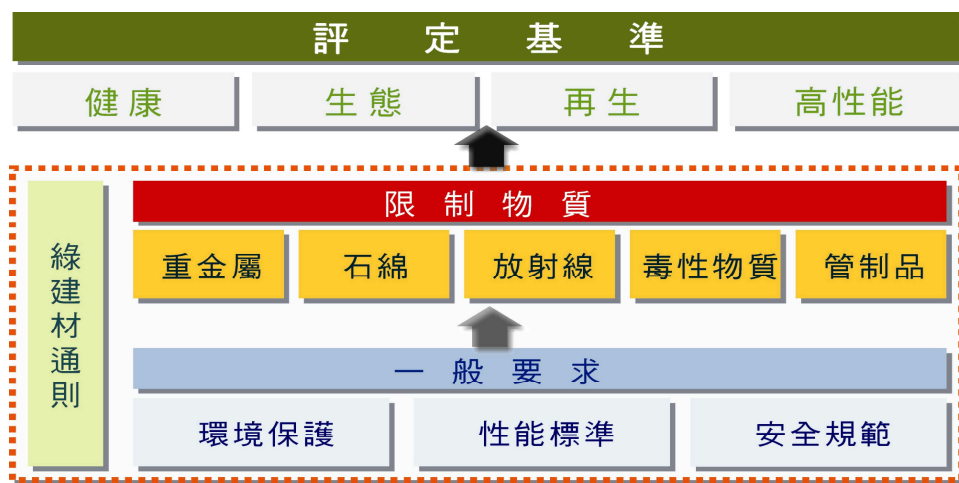 評定基準
健康 生態 再生 高性能
綠建材通則
限制物質
重金屬 石綿 放射線 毒性物質 管制品
一般要求
環境保護 性能標準 安全規範